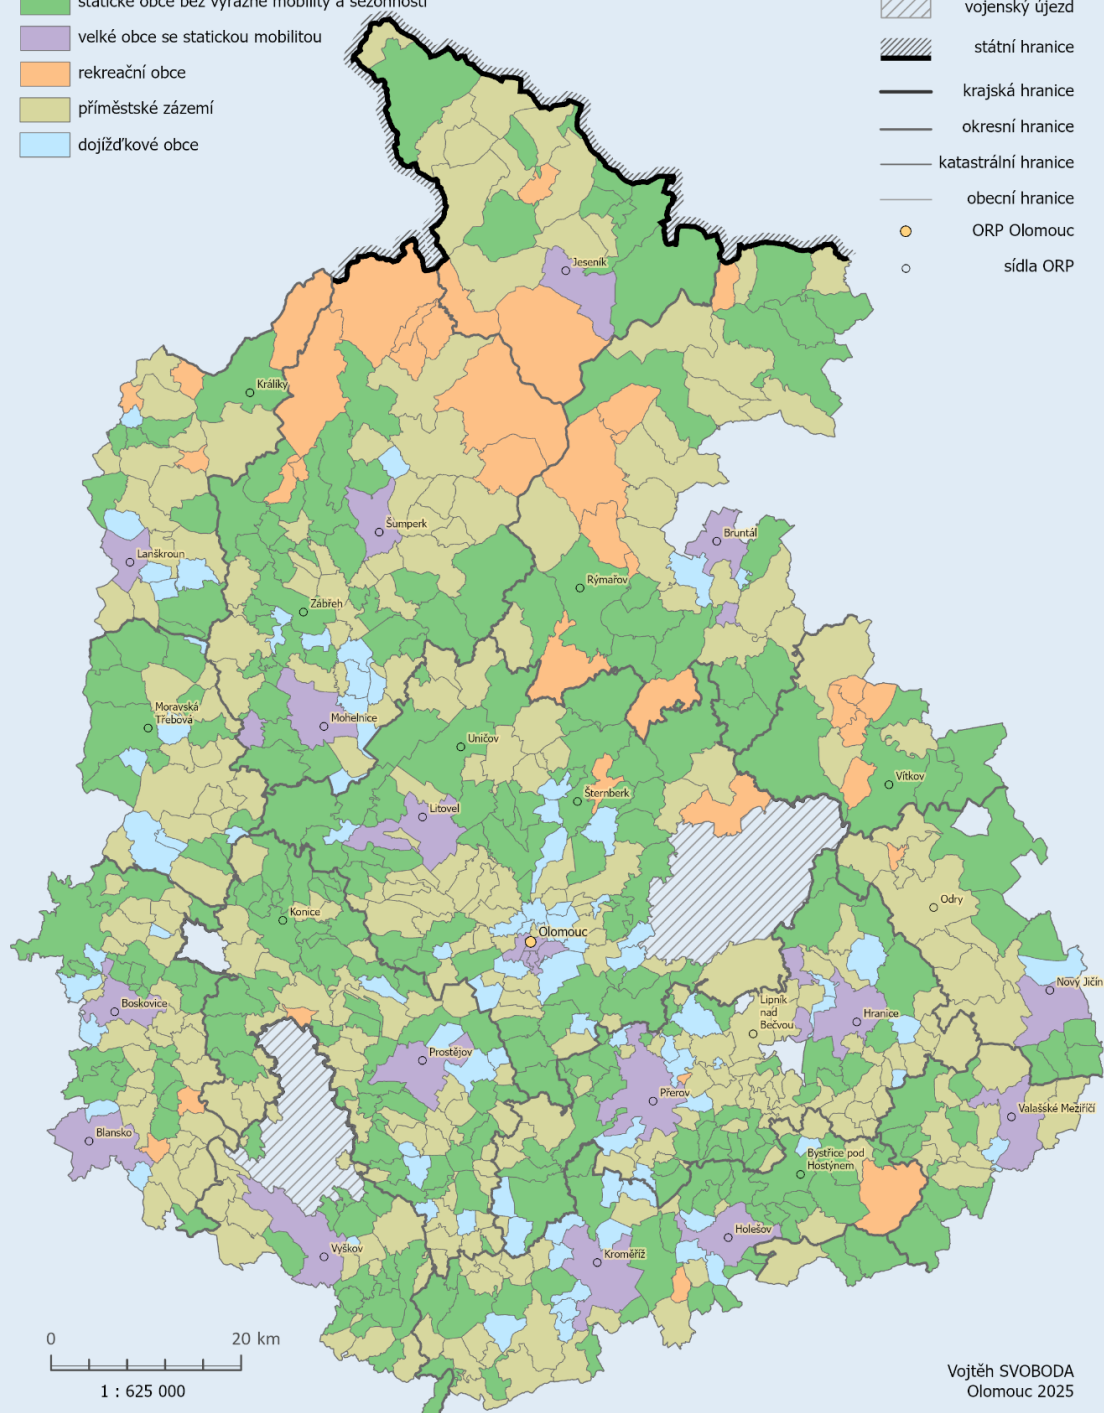 statické obce bez výrazné mobility a sezónnosti
velké obce se statickou mobilitou
rekreační obce
příměstské zázemí
dojížďkové obce
vojenský újezd
státní hranice
krajská hranice
okresní hranice
katastrální hranice
obecní hranice
ORP Olomouc
sídla ORP
Jeseník
Králíky
Šumperk
Bruntál
Lanškroun
Rýmařov
Zábřeh
Moravská
Třebová
Mohelnice
Uničov
Vítkov
Šternberk
Litovel
Odry
Konice
Olomouc
Nový Jičín
Boskovice
Lipník
nad
Bečvou
Hranice
Prostějov
Přerov
Valašské Meziříčí
Blansko
Bystřice pod
Hostýnem
Holešov
Vyškov
Kroměříž
0 20 km
1 : 625 000
Vojtěh SVOBODA
Olomouc 2025